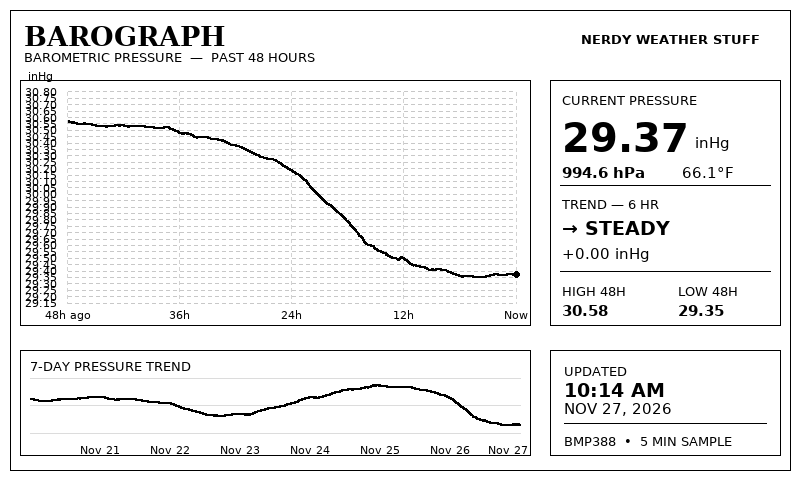 BAROGRAPH
BAROMETRIC PRESSURE — PAST 48 HOURS
NERDY WEATHER STUFF
inHg
30.80
30.75
30.70
30.65
30.60
30.55
30.50
30.45
30.40
30.35
30.30
30.25
30.20
30.15
30.10
30.05
30.00
29.95
29.90
29.85
29.80
29.75
29.70
29.65
29.60
29.55
29.50
29.45
29.40
29.35
29.30
29.25
29.20
29.15
48h ago 36h 24h 12h Now
CURRENT PRESSURE
29.37 inHg
994.6 hPa 66.1°F
TREND — 6 HR
→ STEADY
+0.00 inHg
HIGH 48H LOW 48H
30.58 29.35
7-DAY PRESSURE TREND
Nov 21 Nov 22 Nov 23 Nov 24 Nov 25 Nov 26 Nov 27
UPDATED
10:14 AM
NOV 27, 2026
BMP388 • 5 MIN SAMPLE